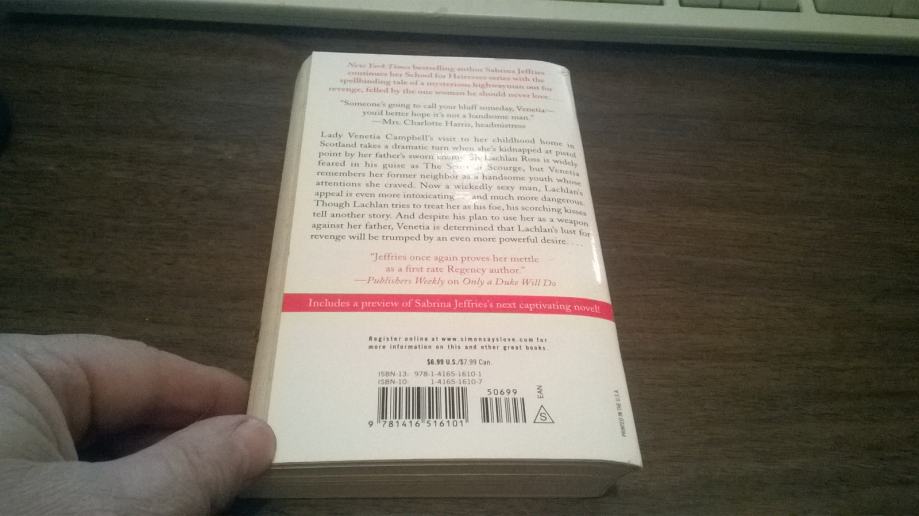 New York Times bestselling author Sabrina Jeffries
continues her School for Heiresses series with the
spellbinding tale of a mysterious highwayman out for
revenge, felled by the one woman he should never love.
"Someone's going to call your bluff someday, Venetia—
you'd better hope it's not a handsome man."
—Mrs. Charlotte Harris, headmistress
Lady Venetia Campbell's visit to her childhood home in
Scotland takes a dramatic turn when she's kidnapped at pistol
point by her father's sworn enemy. Sir Lachlan Ross is widely
feared in his guise as The Scourge, but Venetia
remembers her former neighbor as a handsome youth whose
attentions she craved. Now a wickedly sexy man, Lachlan's
appeal is even more intoxicating — and much more dangerous.
Though Lachlan tries to treat her as his foe, his scorching kisses
tell another story. And despite his plan to use her as a weapon
against her father, Venetia is determined that Lachlan's lust for
revenge will be trumped by an even more powerful desire. . . .
"Jeffries once again proves her mettle
as a first rate Regency author."
—Publishers Weekly on Only a Duke Will Do
Includes a preview of Sabrina Jeffries's next captivating novel!
Register online at www.simonsayslove.com for
more information on this and other great books.
$6.99 U.S./$7.99 Can.
ISBN-13: 978-1-4165-1610-1
ISBN-10: 1-4165-1610-7
50699
EAN
S
9 781416 516101
PRINTED IN THE U.S.A.